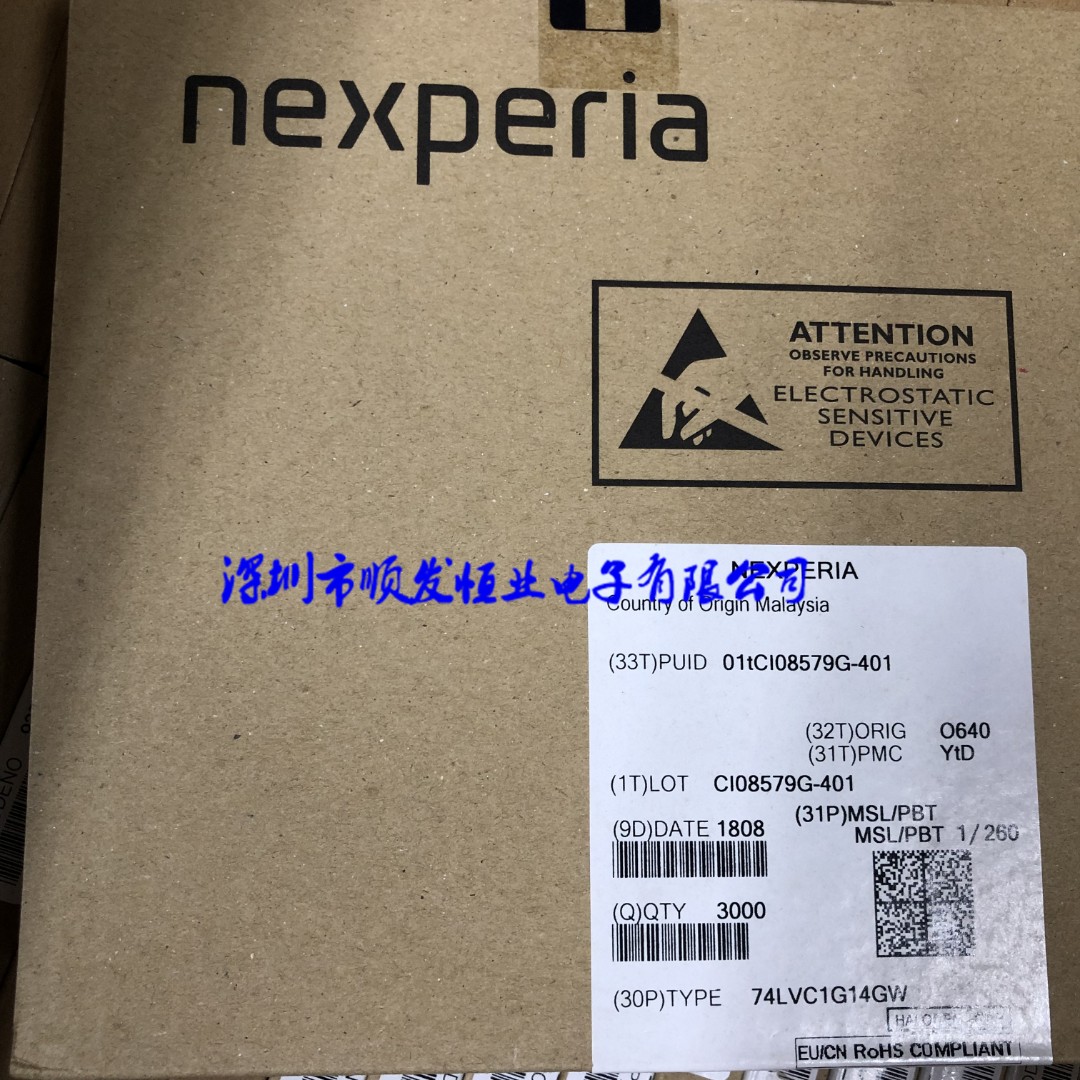 nexperia
ATTENTION
OBSERVE PRECAUTIONS
FOR HANDLING
ELECTROSTATIC
SENSITIVE
DEVICES
深圳市顺发恒业电子有限公司
NEXPERIA
Country of Origin Malaysia
(33T)PUID 01tCI08579G-401
(32T)ORIG O640
(31T)PMC YtD
(1T)LOT CI08579G-401
(31P)MSL/PBT
(9D)DATE 1808
MSL/PBT 1/260
(Q)QTY 3000
(30P)TYPE 74LVC1G14GW
EU/CN RoHS COMPLIANT